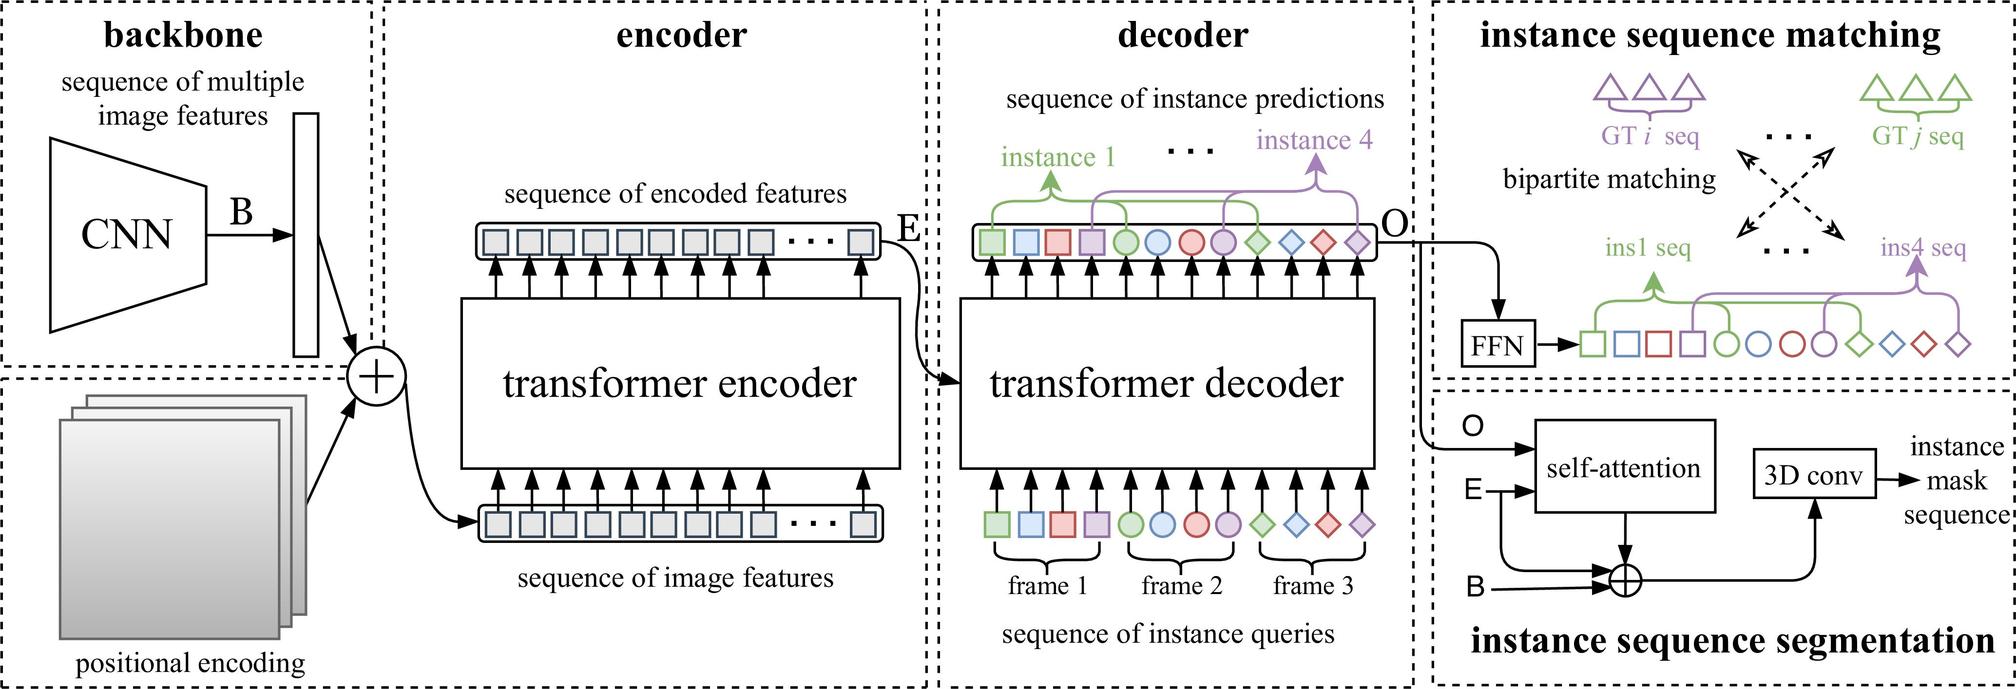 backbone
sequence of multiple
image features
CNN
B
positional encoding
encoder
sequence of encoded features
. . .
E
transformer encoder
. . .
sequence of image features
decoder
sequence of instance predictions
instance 1
. . .
instance 4
O
transformer decoder
frame 1
frame 2
frame 3
sequence of instance queries
instance sequence matching
GT i seq
. . .
GT j seq
bipartite matching
ins1 seq
. . .
ins4 seq
FFN
O
E
B
self-attention
3D conv
instance
mask
sequence
instance sequence segmentation